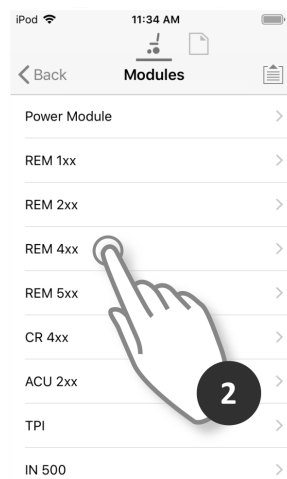 iPod 11:34 AM
Back Modules
Power Module
REM 1xx
REM 2xx
REM 4xx
REM 5xx
CR 4xx
ACU 2xx
2
TPI
IN 500